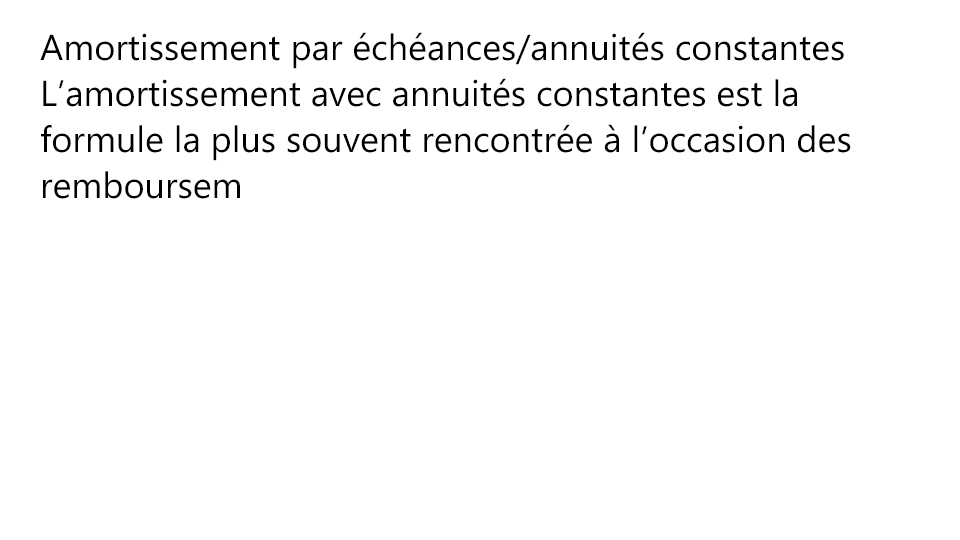 Amortissement par échéances/annuités constantes
L’amortissement avec annuités constantes est la
formule la plus souvent rencontrée à l’occasion des
remboursem